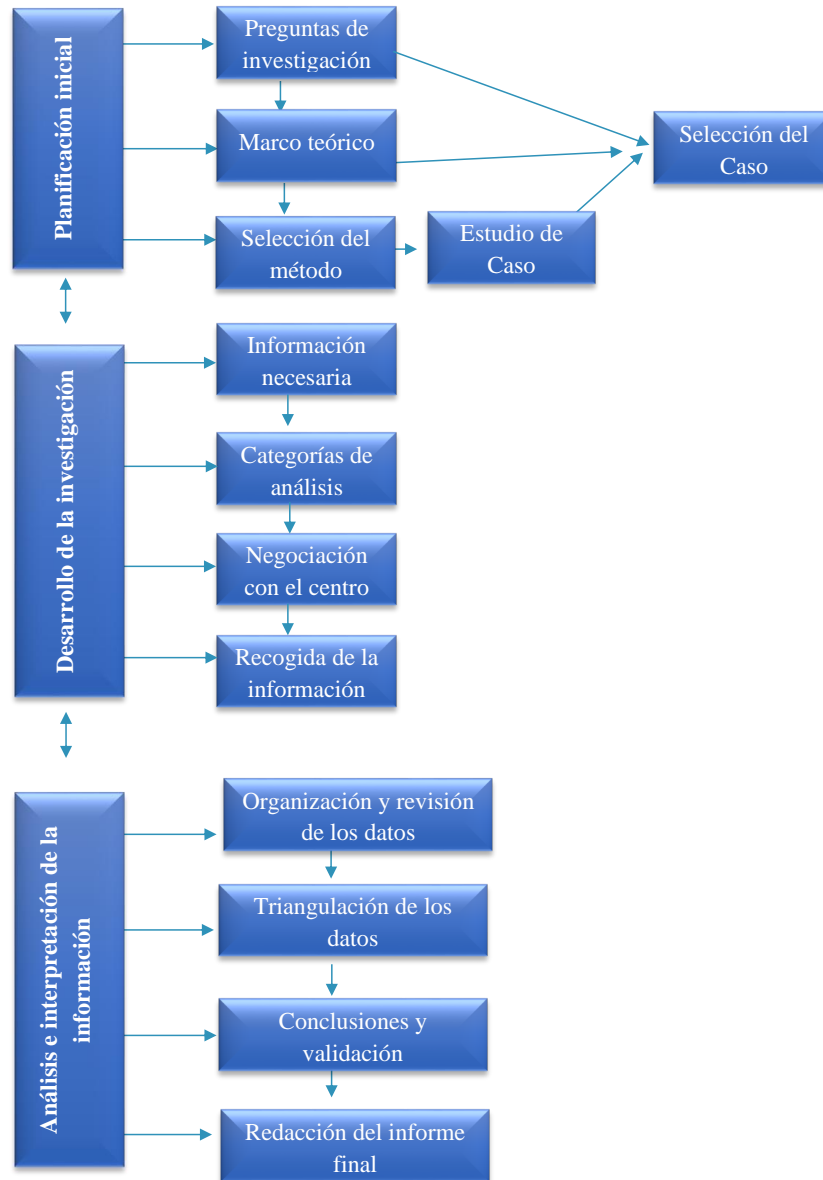 Planificación inicial
Preguntas de
investigación
Marco teórico
Selección del
método
Estudio de
Caso
Selección del
Caso
Desarrollo de la investigación
Información
necesaria
Categorías de
análisis
Negociación
con el centro
Recogida de la
información
Análisis e interpretación de la
información
Organización y revisión
de los datos
Triangulación de los
datos
Conclusiones y
validación
Redacción del informe
final